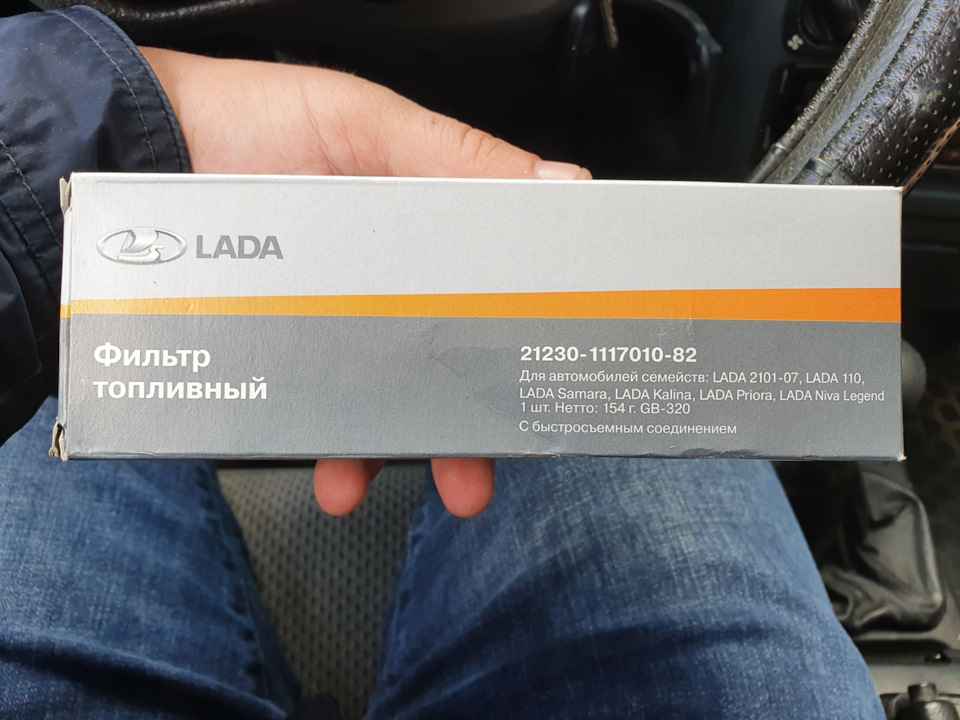 LADA
Фильтр
топливный
21230-1117010-82
Для автомобилей семейств: LADA 2101-07, LADA 110,
LADA Samara, LADA Kalina, LADA Priora, LADA Niva Legend
1 шт. Нетто: 154 г. GB-320
С быстросъемным соединением